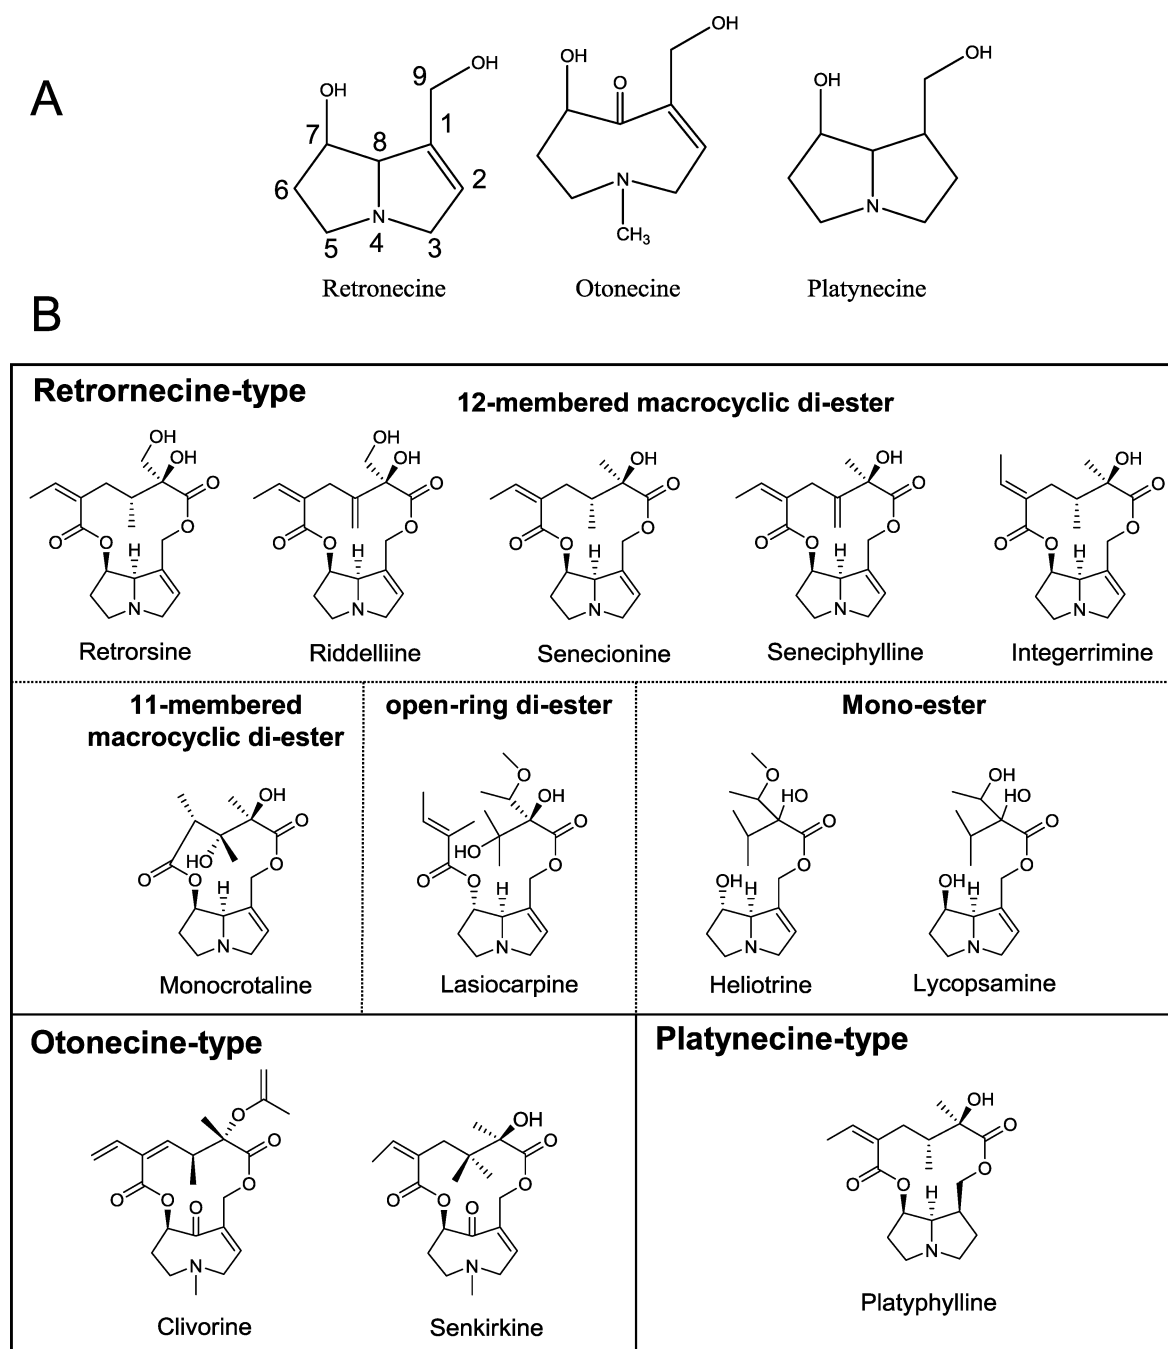 A
OH
9
OH
7
8
1
6
2
N
5
4
3
Retronecine
OH
O
OH
N
CH3
Otonecine
OH
OH
N
Platynecine
B
Retrornecine-type
12-membered macrocyclic di-ester
OH
OH
O
O
O
O
H
N
Retrorsine
OH
OH
O
O
O
O
H
N
Riddelliine
OH
O
O
O
O
H
N
Senecionine
OH
O
O
O
O
H
N
Seneciphylline
OH
O
O
O
O
H
N
Integerrimine
11-membered
macrocyclic di-ester
OH
O
HO
O
O
O
H
N
Monocrotaline
open-ring di-ester
O
OH
O
HO
O
O
O
H
N
Lasiocarpine
Mono-ester
O
HO
O
O
OH
H
N
Heliotrine
OH
HO
O
O
OH
H
N
Lycopsamine
Otonecine-type
O
O
O
O
O
O
N
Clivorine
OH
O
O
O
O
O
N
Senkirkine
Platynecine-type
OH
O
O
O
O
H
N
Platyphylline